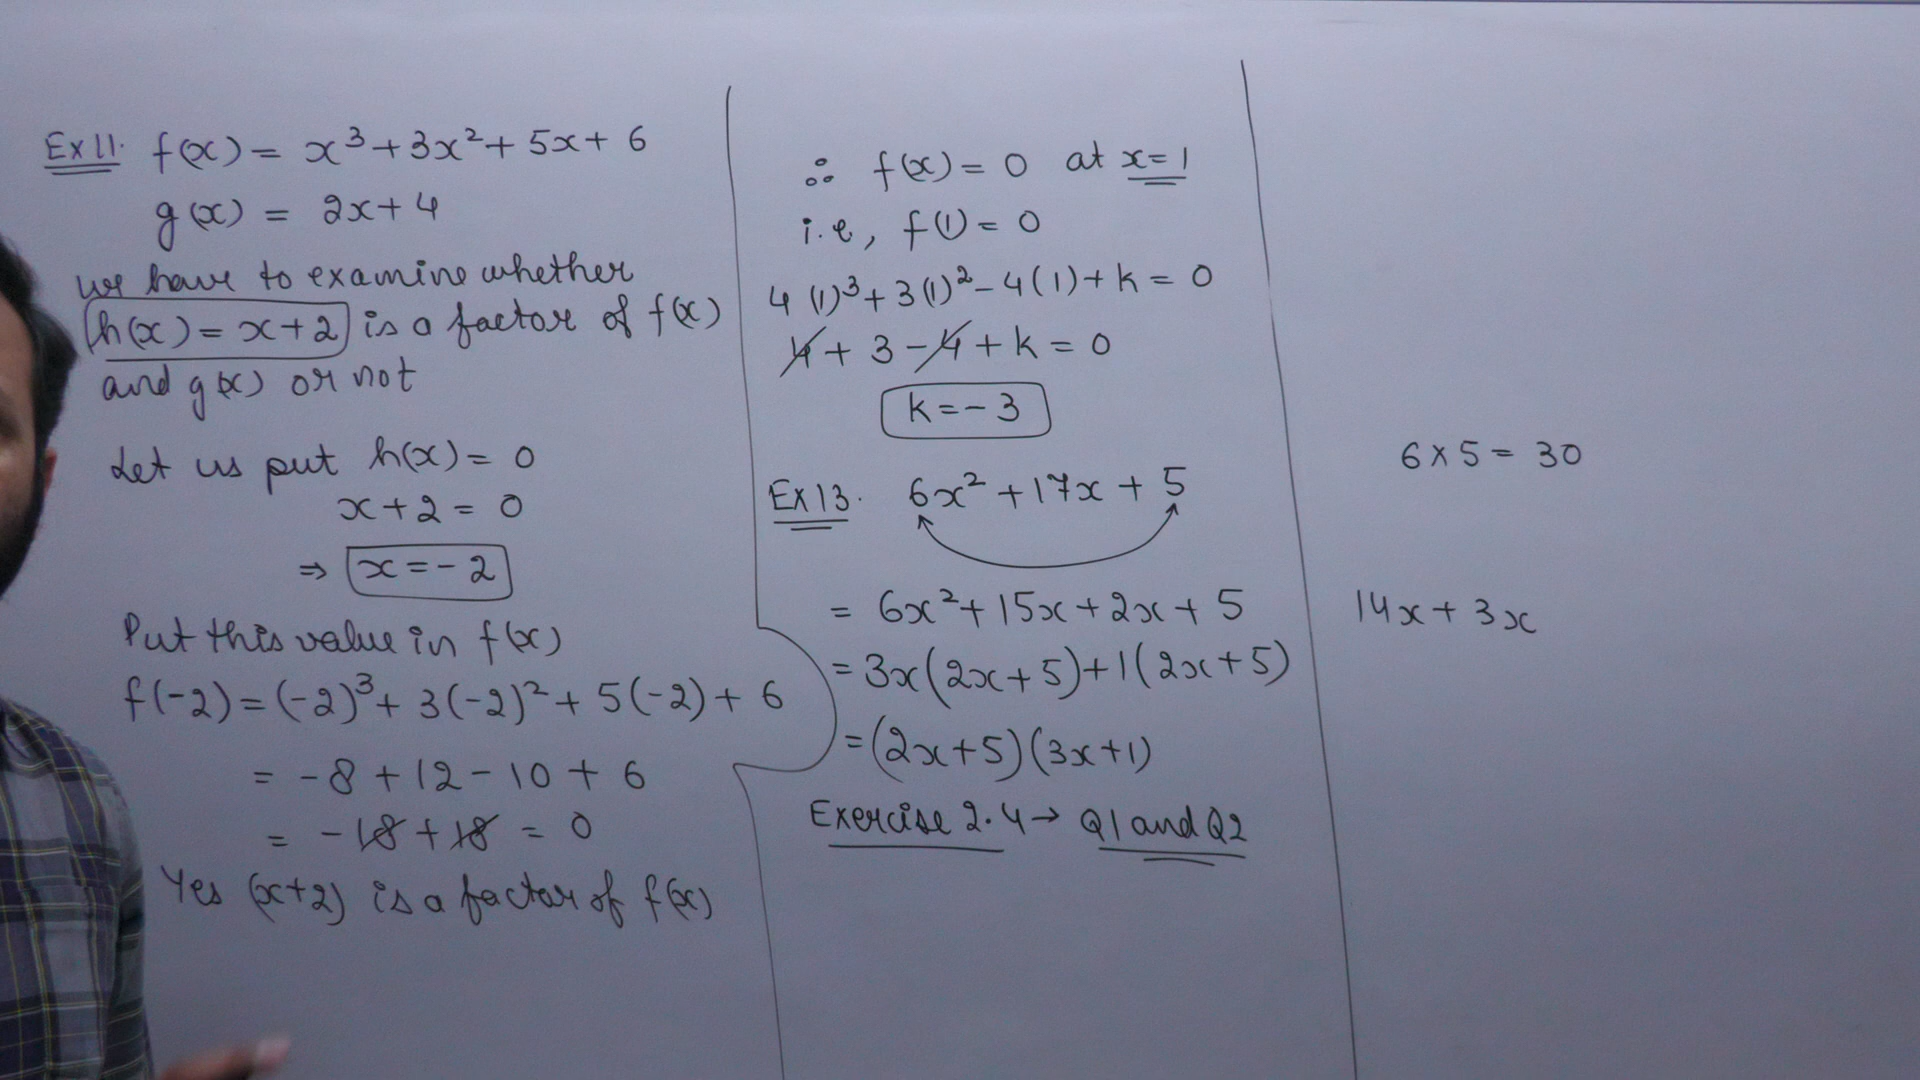 Ex 11. f(x) = x³ + 3x² + 5x + 6
g(x) = 2x + 4
we have to examine whether
h(x) = x + 2 is a factor of f(x)
and g(x) or not
Let us put h(x) = 0
x + 2 = 0
⇒ x = - 2
Put this value in f(x)
f(-2) = (-2)³ + 3(-2)² + 5(-2) + 6
= - 8 + 12 - 10 + 6
= - 18 + 18 = 0
Yes (x+2) is a factor of f(x)
∴ f(x) = 0 at x = 1
i.e, f(1) = 0
4 (1)³ + 3(1)² - 4(1) + k = 0
4 + 3 - 4 + k = 0
k = - 3
Ex 13. 6x² + 17x + 5
= 6x² + 15x + 2x + 5
= 3x(2x + 5) + 1(2x + 5)
= (2x + 5)(3x + 1)
Exercise 2.4 → Q1 and Q2
6 × 5 = 30
14x + 3x